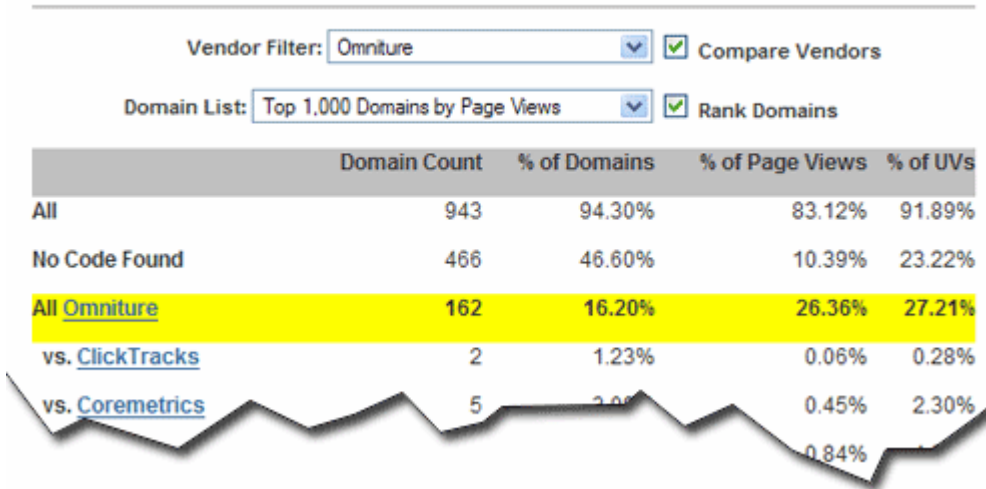 Vendor Filter: Omniture Compare Vendors
Domain List: Top 1,000 Domains by Page Views Rank Domains
Domain Count % of Domains % of Page Views % of UVs
All 943 94.30% 83.12% 91.89%
No Code Found 466 46.60% 10.39% 23.22%
All Omniture 162 16.20% 26.36% 27.21%
vs. ClickTracks 2 1.23% 0.06% 0.28%
vs. Coremetrics 5 0.45% 2.30%
0.84%